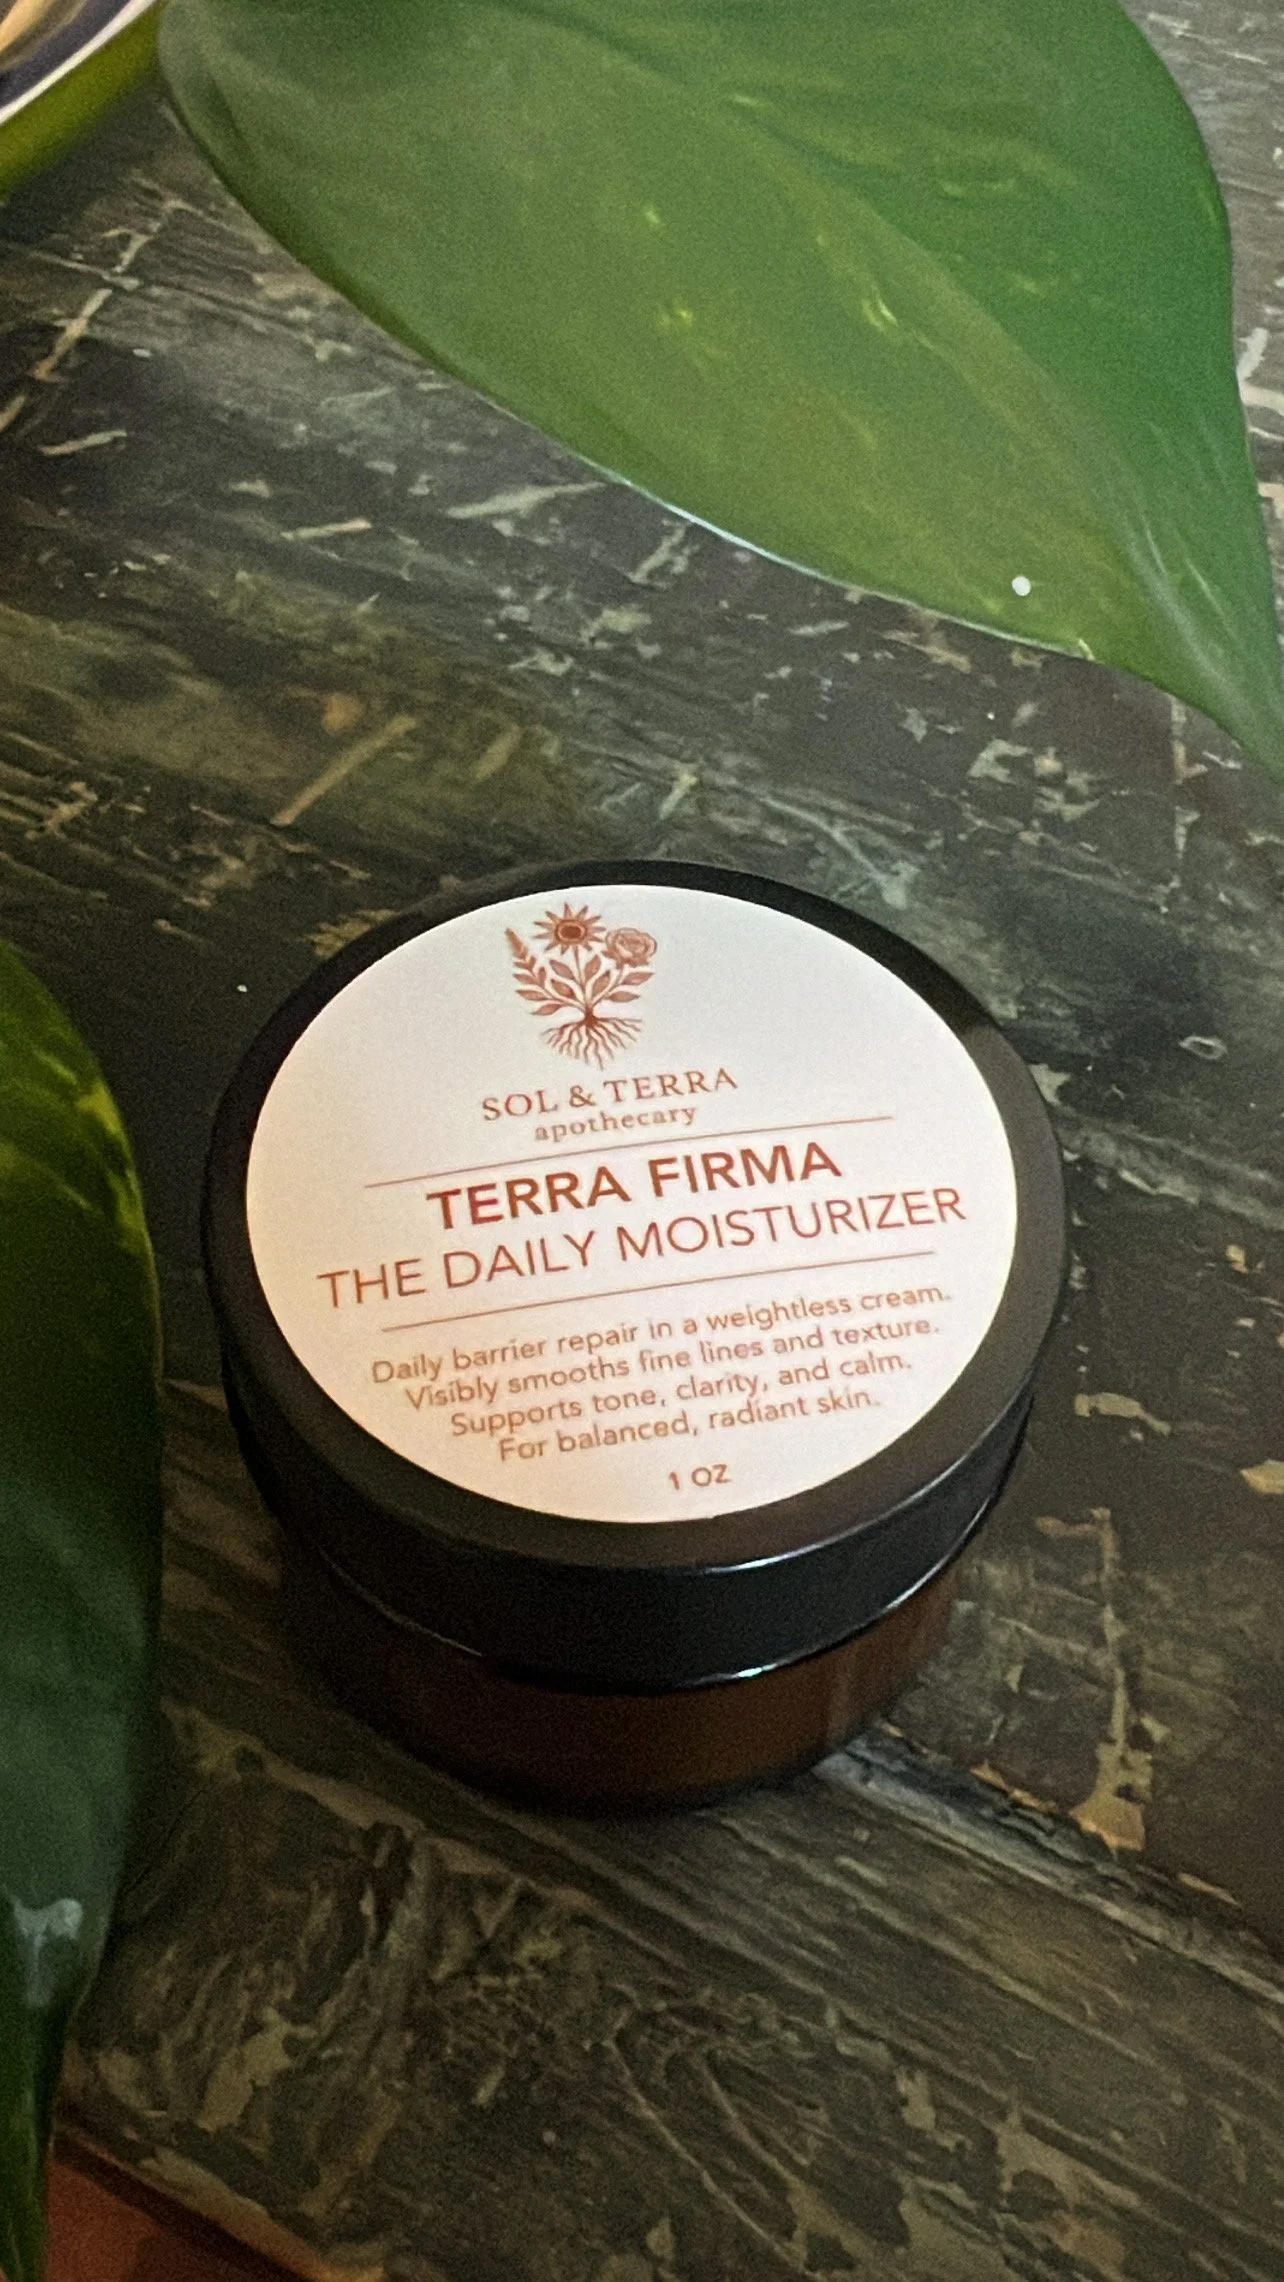 SOL & TERRA
apothecary
TERRA FIRMA
THE DAILY MOISTURIZER
Daily barrier repair in a weightless cream.
Visibly smooths fine lines and texture.
Supports tone, clarity, and calm.
For balanced, radiant skin.
1 OZ